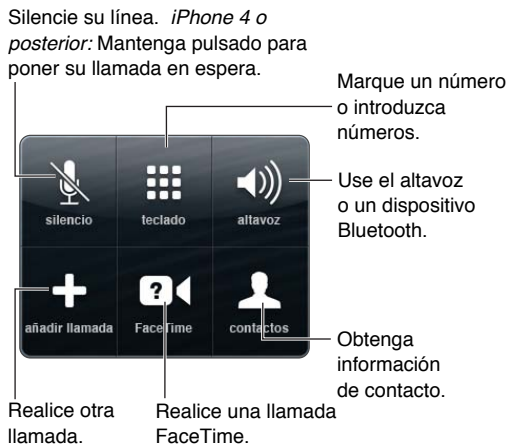 Silencie su línea. iPhone 4 o
posterior: Mantenga pulsado para
poner su llamada en espera.
Marque un número
o introduzca
números.
Use el altavoz
o un dispositivo
Bluetooth.
silencio
teclado
altavoz
añadir llamada
FaceTime
contactos
Obtenga
información
de contacto.
Realice otra
llamada.
Realice una llamada
FaceTime.